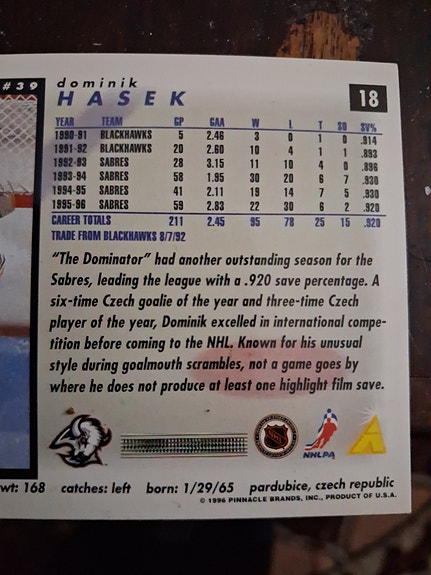 #39
dominik
HASEK
18
YEAR TEAM GP GAA W L T SO SV%
1990-91 BLACKHAWKS 5 2.46 3 0 1 0 .914
1991-92 BLACKHAWKS 20 2.60 10 4 1 1 .893
1992-93 SABRES 28 3.15 11 10 4 0 .896
1993-94 SABRES 58 1.95 30 20 6 7 .930
1994-95 SABRES 41 2.11 19 14 7 5 .930
1995-96 SABRES 59 2.83 22 30 6 2 .920
CAREER TOTALS 211 2.45 95 78 25 15 .920
TRADE FROM BLACKHAWKS 8/7/92
"The Dominator" had another outstanding season for the
Sabres, leading the league with a .920 save percentage. A
six-time Czech goalie of the year and three-time Czech
player of the year, Dominik excelled in international compe-
tition before coming to the NHL. Known for his unusual
style during goalmouth scrambles, not a game goes by
where he does not produce at least one highlight film save.
NHL
NHLPA
wt: 168 catches: left born: 1/29/65 pardubice, czech republic
© 1996 PINNACLE BRANDS, INC., PRODUCT OF U.S.A.